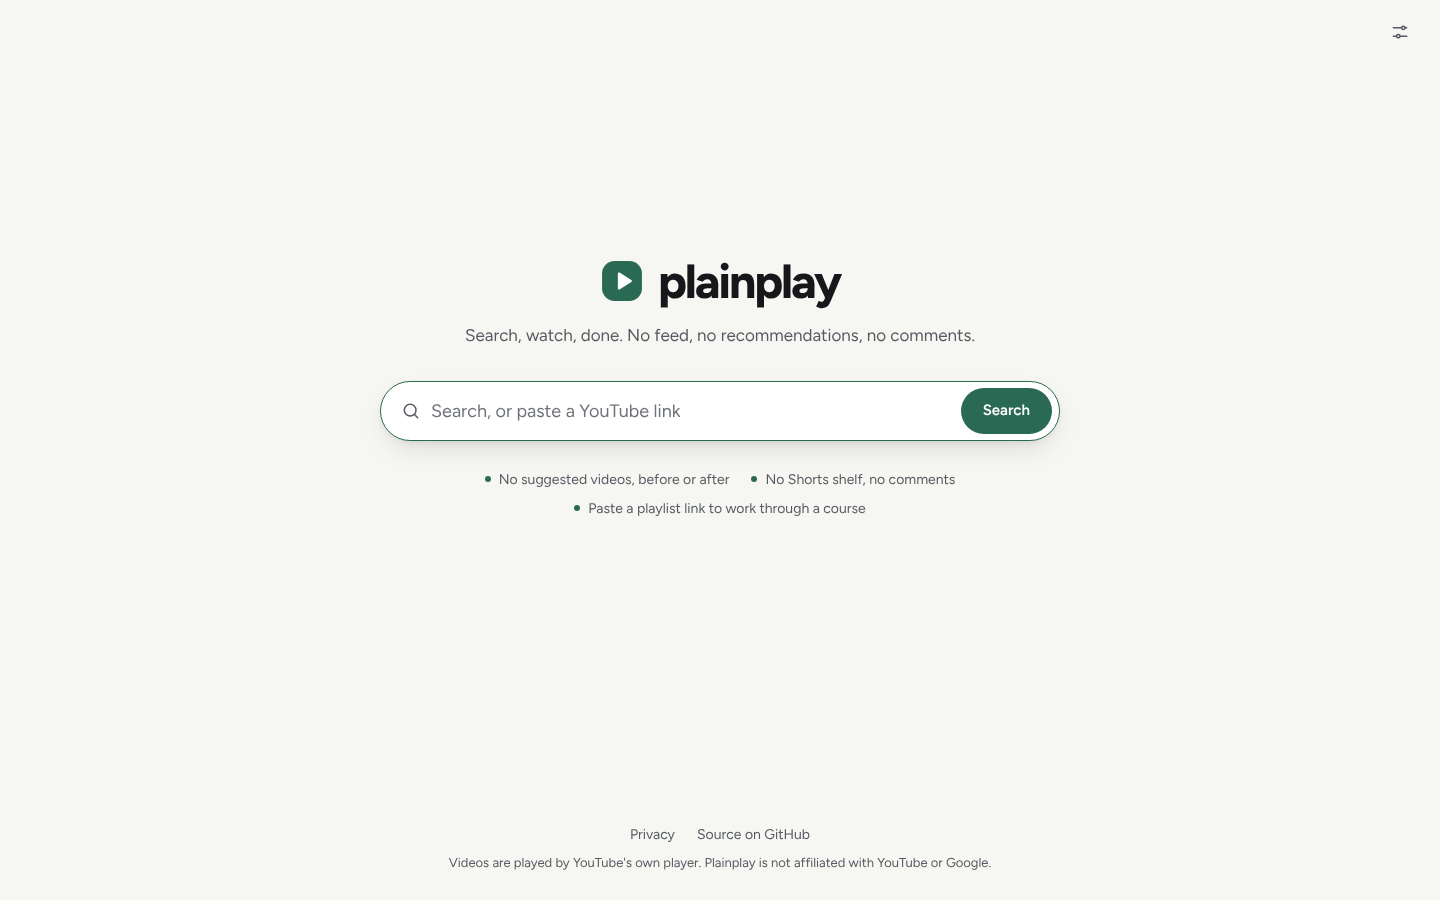 plainplay
Search, watch, done. No feed, no recommendations, no comments.
Search, or paste a YouTube link
Search
No suggested videos, before or after
No Shorts shelf, no comments
Paste a playlist link to work through a course
Privacy
Source on GitHub
Videos are played by YouTube's own player. Plainplay is not affiliated with YouTube or Google.